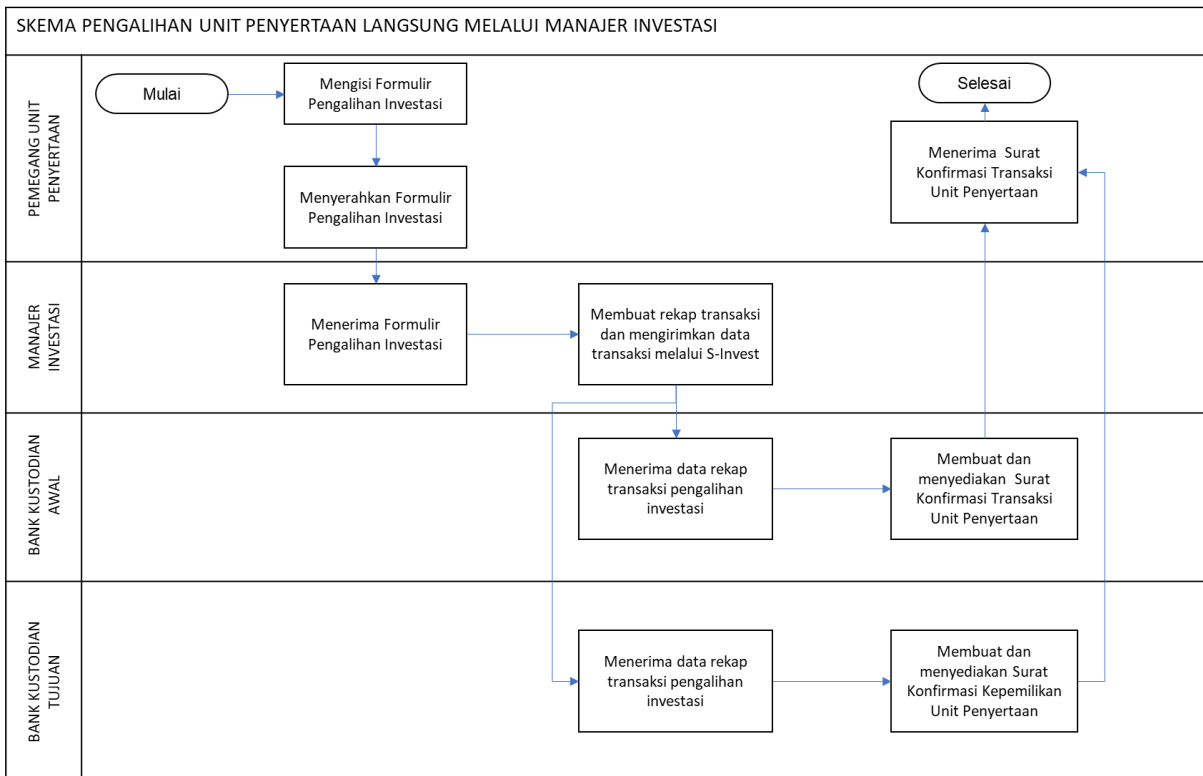 SKEMA PENGALIHAN UNIT PENYERTAAN LANGSUNG MELALUI MANAJER INVESTASI
PEMEGANG UNIT
PENYERTAAN
Mulai
Mengisi Formulir
Pengalihan Investasi
Menyerahkan Formulir
Pengalihan Investasi
Selesai
Menerima Surat
Konfirmasi Transaksi
Unit Penyertaan
MANAJER
INVESTASI
Menerima Formulir
Pengalihan Investasi
Membuat rekap transaksi
dan mengirimkan data
transaksi melalui S-Invest
BANK KUSTODIAN
AWAL
Menerima data rekap
transaksi pengalihan
investasi
Membuat dan
menyediakan Surat
Konfirmasi Transaksi
Unit Penyertaan
BANK KUSTODIAN
TUJUAN
Menerima data rekap
transaksi pengalihan
investasi
Membuat dan
menyediakan Surat
Konfirmasi Kepemilikan
Unit Penyertaan